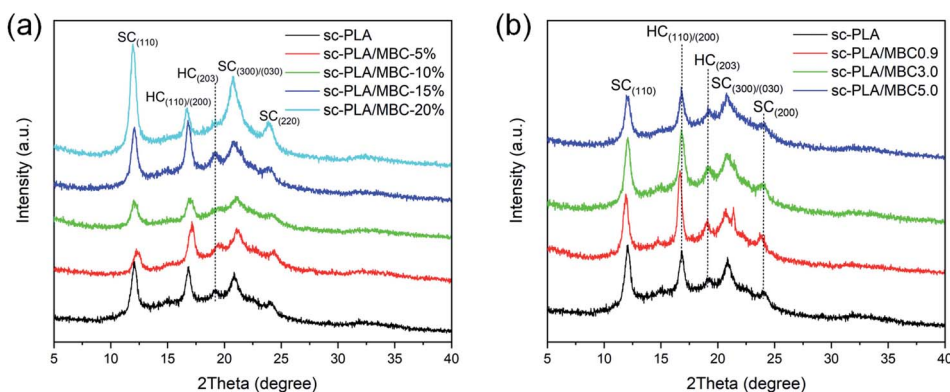 (a)
SC(110)
HC(110/200)
HC(203)
SC(300)/(030)
SC(220)
sc-PLA
sc-PLA/MBC-5%
sc-PLA/MBC-10%
sc-PLA/MBC-15%
sc-PLA/MBC-20%
Intensity (a.u.)
5 10 15 20 25 30 35 40
2Theta (degree)
(b)
HC(110)/(200)
SC(110)
HC(203)
SC(300)/(030)
SC(200)
sc-PLA
sc-PLA/MBC0.9
sc-PLA/MBC3.0
sc-PLA/MBC5.0
Intensity (a.u.)
5 10 15 20 25 30 35 40
2Theta (degree)